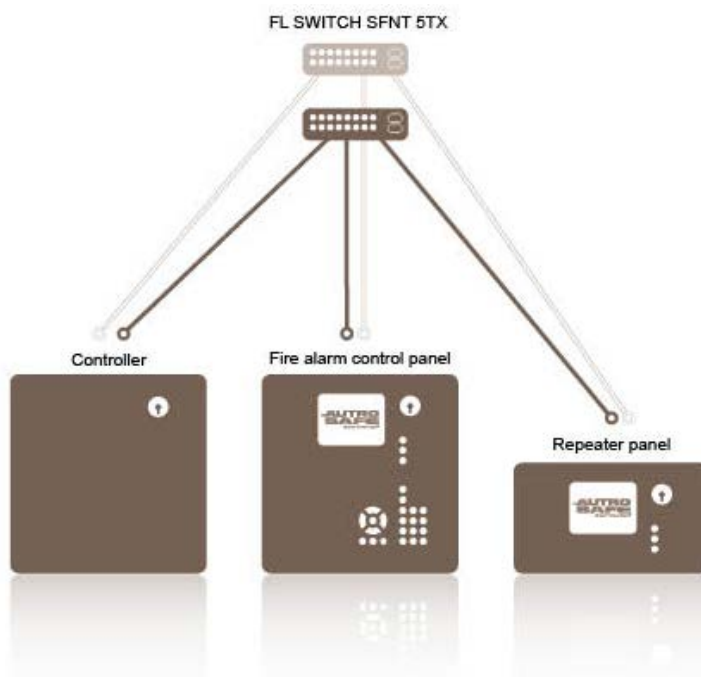 FL SWITCH SFNT 5TX
Controller
Fire alarm control panel
Repeater panel
AUTRO
SAFE
AUTRO
SAFE